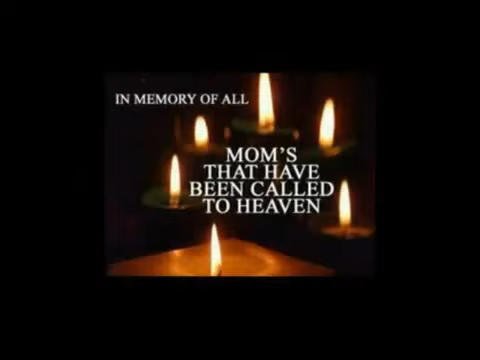 IN MEMORY OF ALL
MOM'S
THAT HAVE
BEEN CALLED
TO HEAVEN